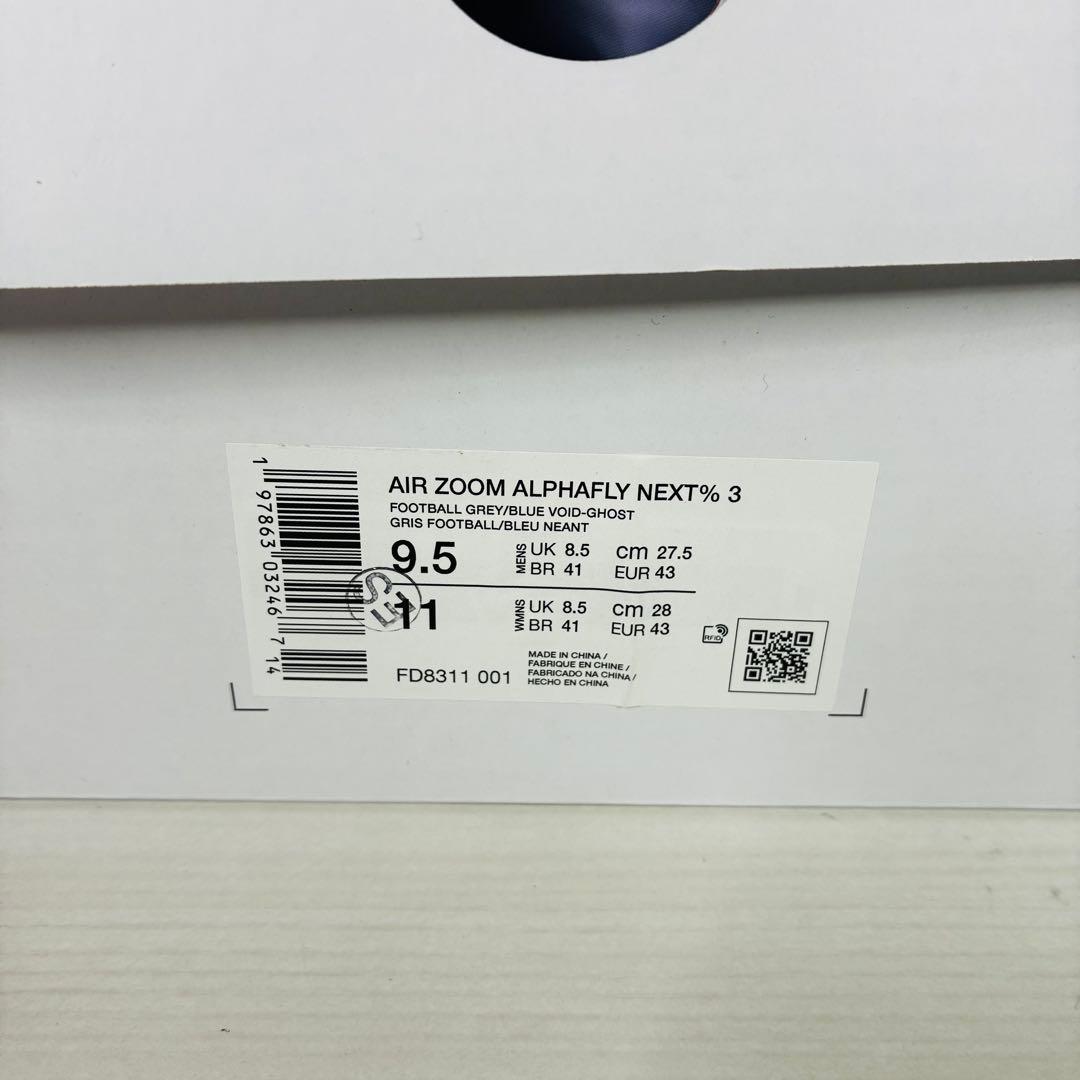 1 97863 03246 7 14
AIR ZOOM ALPHAFLY NEXT% 3
FOOTBALL GREY/BLUE VOID-GHOST
GRIS FOOTBALL/BLEU NEANT
9.5 MENS UK 8.5 cm 27.5
BR 41 EUR 43
SE
11 WMNS UK 8.5 cm 28
BR 41 EUR 43
RFID
FD8311 001
MADE IN CHINA /
FABRIQUE EN CHINE /
FABRICADO NA CHINA /
HECHO EN CHINA